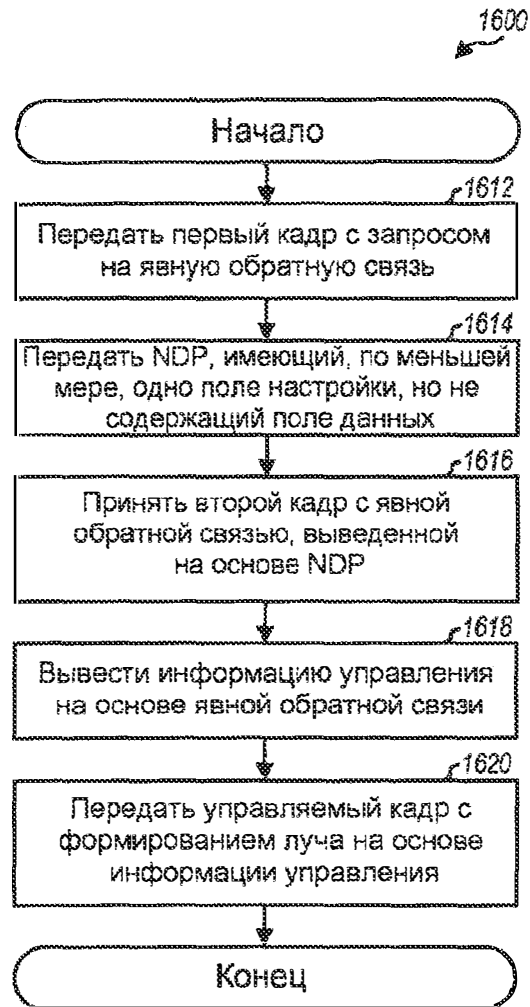 1600
Начало
1612
Передать первый кадр с запросом
на явную обратную связь
1614
Передать NDP, имеющий, по меньшей
мере, одно поле настройки, но не
содержащий поле данных
1616
Принять второй кадр с явной
обратной связью, выведенной
на основе NDP
1618
Вывести информацию управления
на основе явной обратной связи
1620
Передать управляемый кадр с
формированием луча на основе
информации управления
Конец